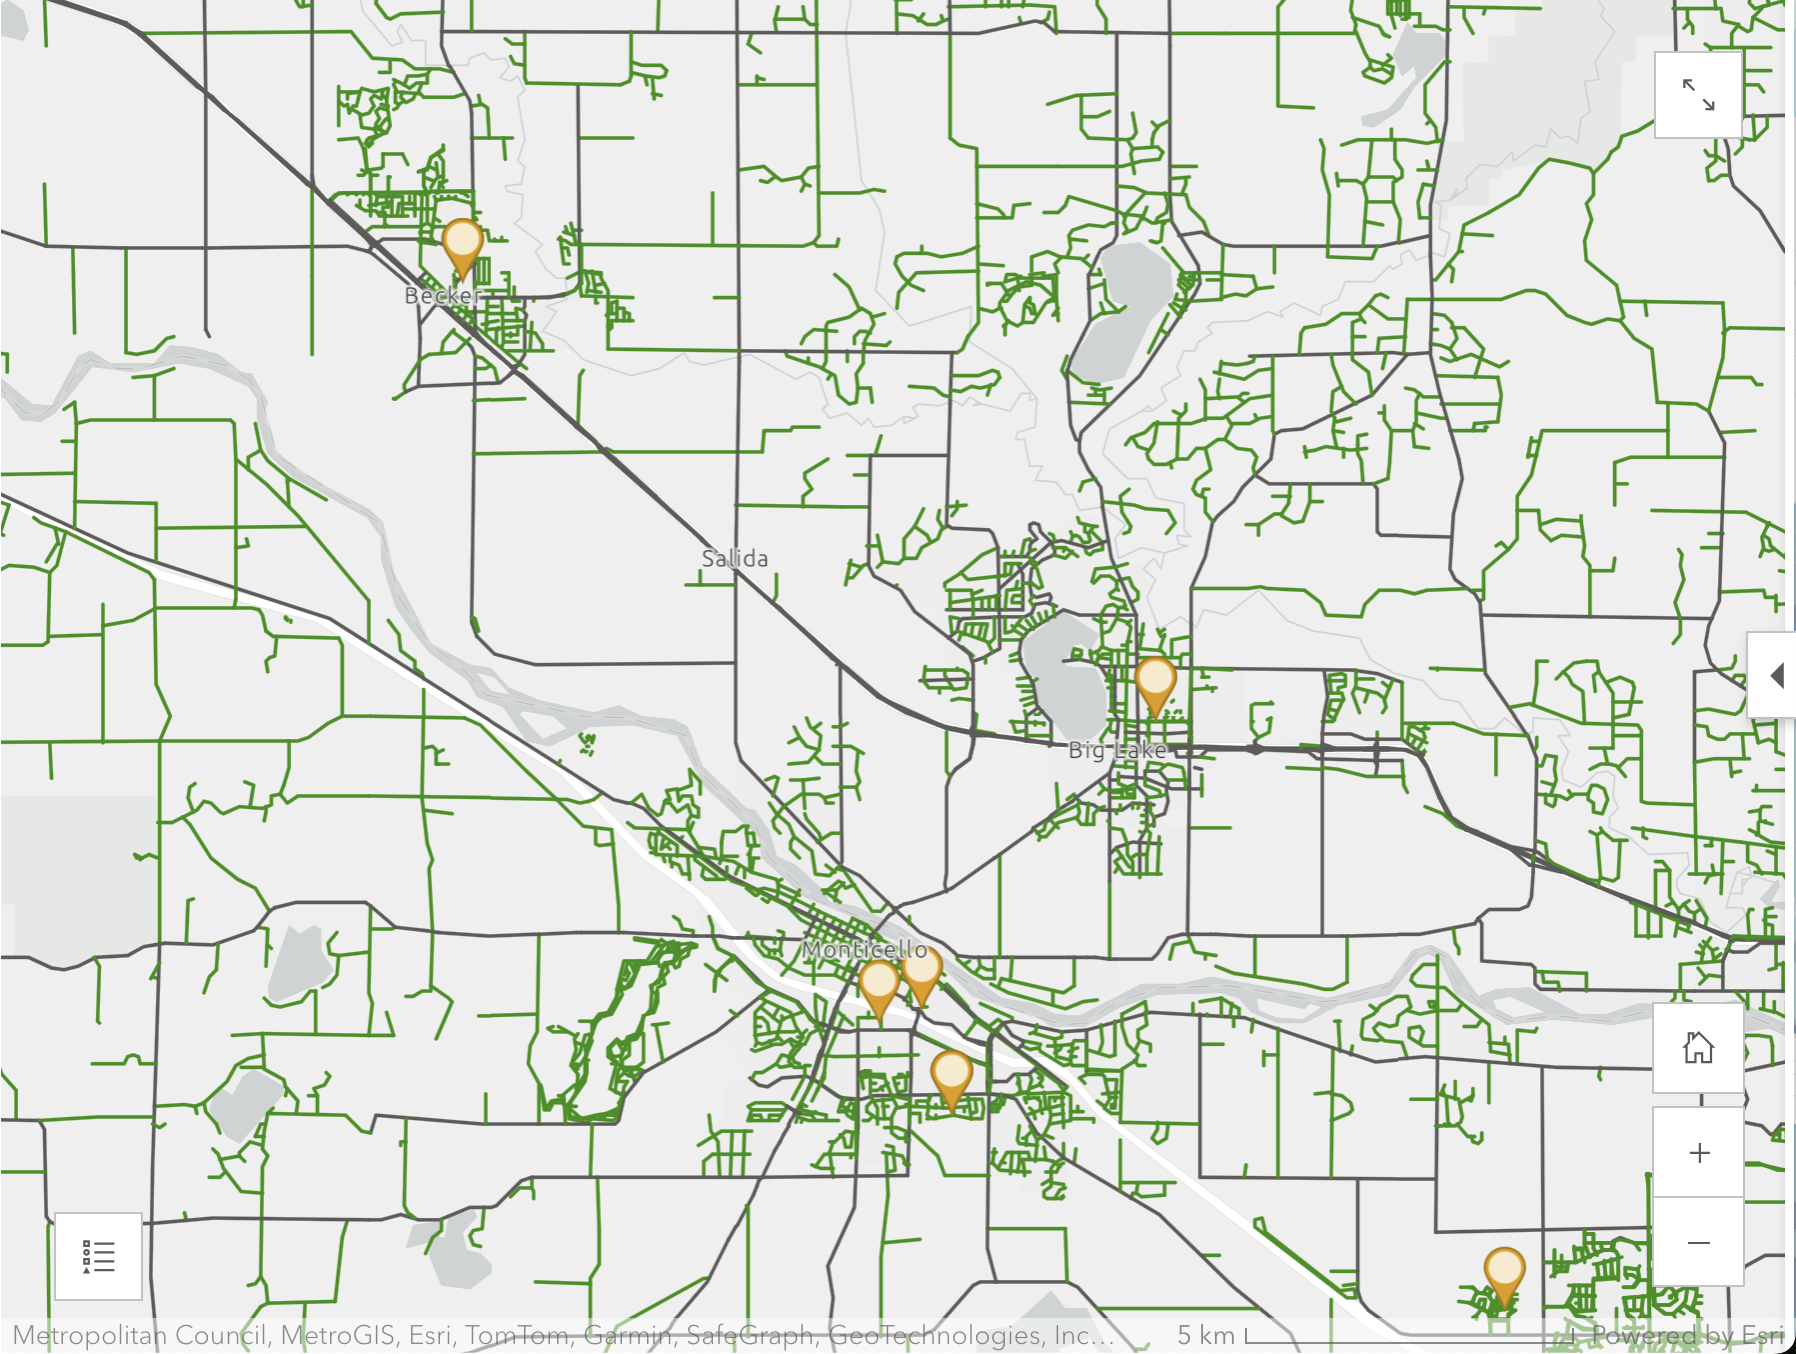 Becker
Salida
Big Lake
Monticello
Metropolitan Council, MetroGIS, Esri, TomTom, Garmin, SafeGraph, GeoTechnologies, Inc...
5 km
Powered by Esri